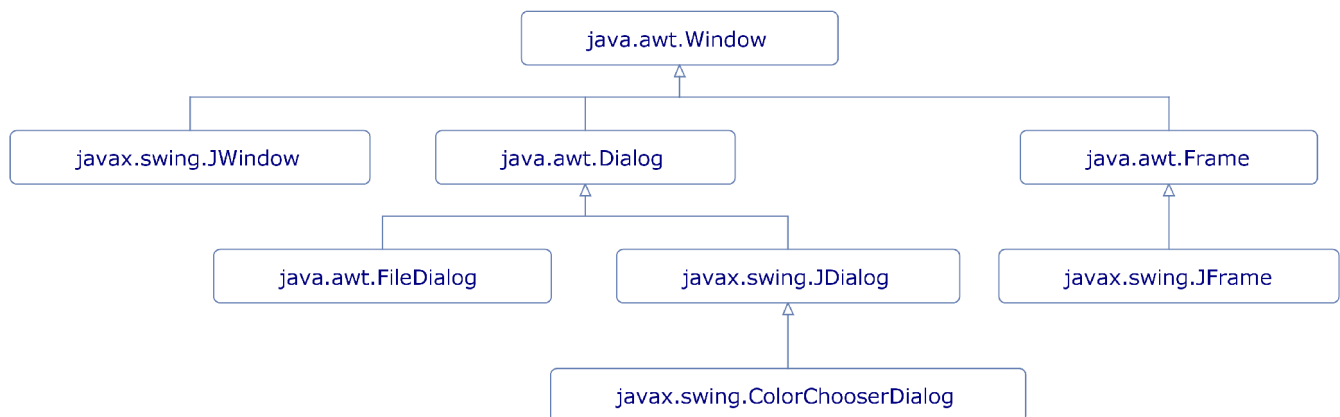 java.awt.Window
javax.swing.JWindow
java.awt.Dialog
java.awt.Frame
java.awt.FileDialog
javax.swing.JDialog
javax.swing.JFrame
javax.swing.ColorChooserDialog